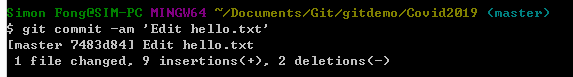 Simon Fong@SIM-PC MINGW64 ~/Documents/Git/gitdemo/Covid2019 (master)
$ git commit -am 'Edit hello.txt'
[master 7483d84] Edit hello.txt
 1 file changed, 9 insertions(+), 2 deletions(-)